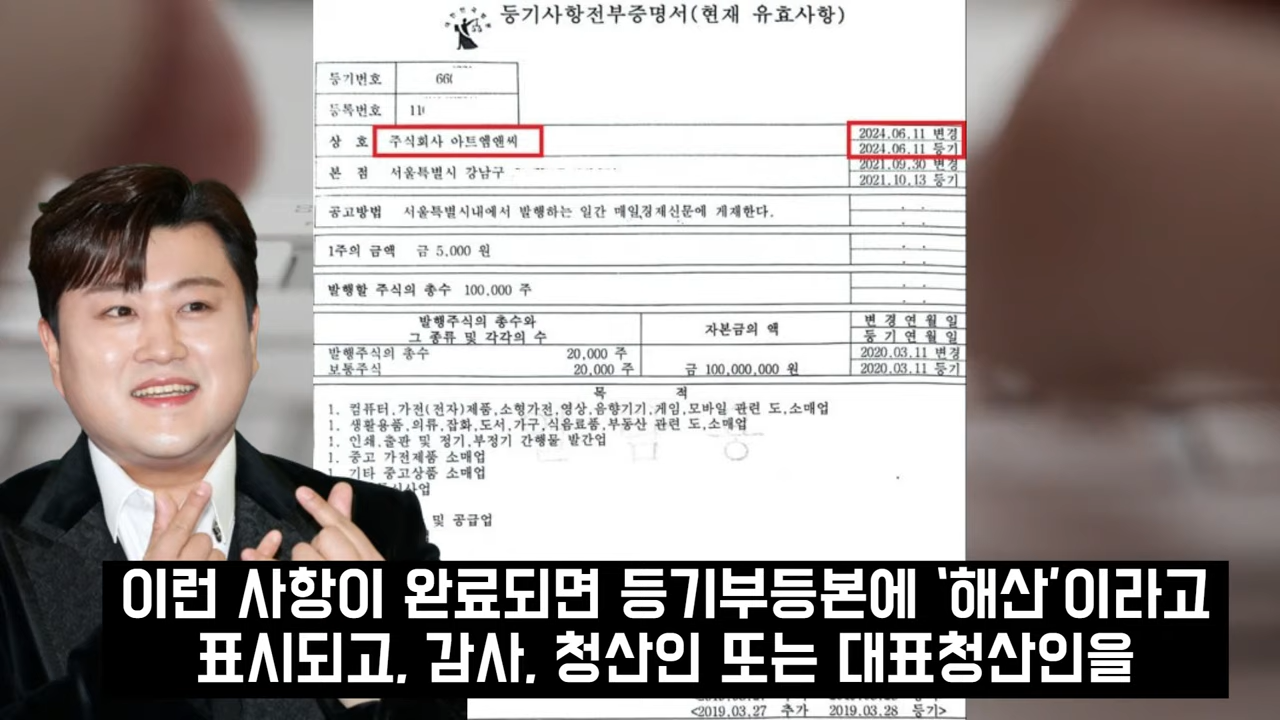 등기사항전부증명서(현재 유효사항)
등기번호 66
등록번호 11
상 호 주식회사 아트엠앤씨 2024.06.11 변경
2024.06.11 등기
본 점 서울특별시 강남구 2021.09.30 변경
2021.10.13 등기
공고방법 서울특별시내에서 발행하는 일간 매일경제신문에 게재한다.
1주의 금액 금 5,000 원
발행할 주식의 총수 100,000 주
발행주식의 총수와 그 종류 및 각각의 수 자본금의 액 변경연월일
등기연월일
발행주식의 총수 20,000 주 2020.03.11 변경
보통주식 20,000 주 금 100,000,000 원 2020.03.11 등기
목 적
1. 컴퓨터,가전(전자)제품,소형가전,영상,음향기기,게임,모바일 관련 도,소매업
1. 생활용품,의류,잡화,도서,가구,식음료품,부동산 관련 도,소매업
1. 인쇄,출판 및 정기,부정기 간행물 발간업
1. 중고 가전제품 소매업
1. 기타 중고상품 소매업
및 공급업
이런 사항이 완료되면 등기부등본에 ‘해산’이라고
표시되고, 감사, 청산인 또는 대표청산인을
<2019.03.27 추가 2019.03.28 등기>